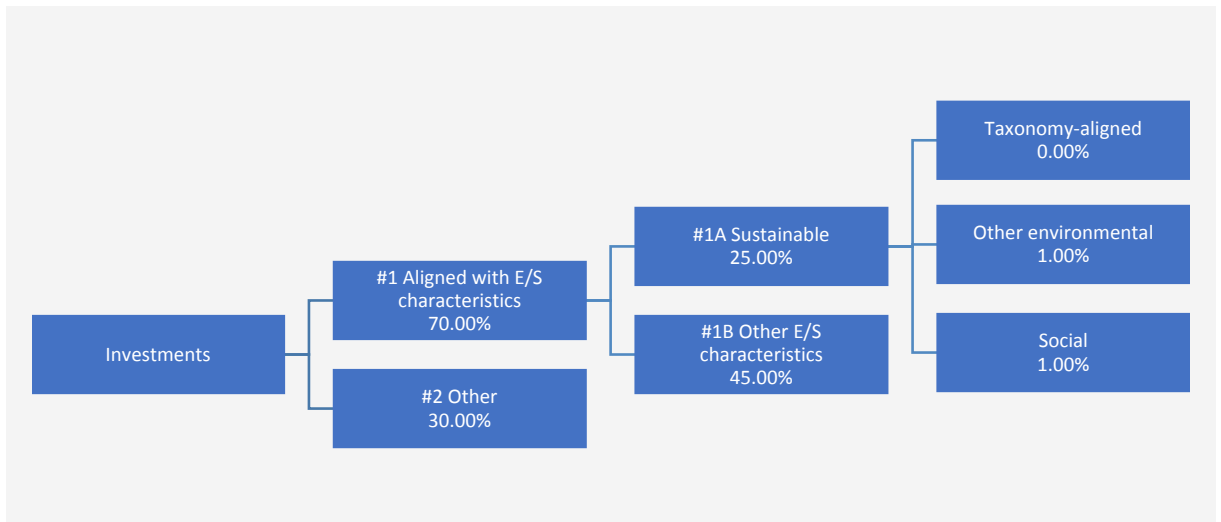 Investments
#1 Aligned with E/S
characteristics
70.00%
#2 Other
30.00%
#1A Sustainable
25.00%
#1B Other E/S
characteristics
45.00%
Taxonomy-aligned
0.00%
Other environmental
1.00%
Social
1.00%